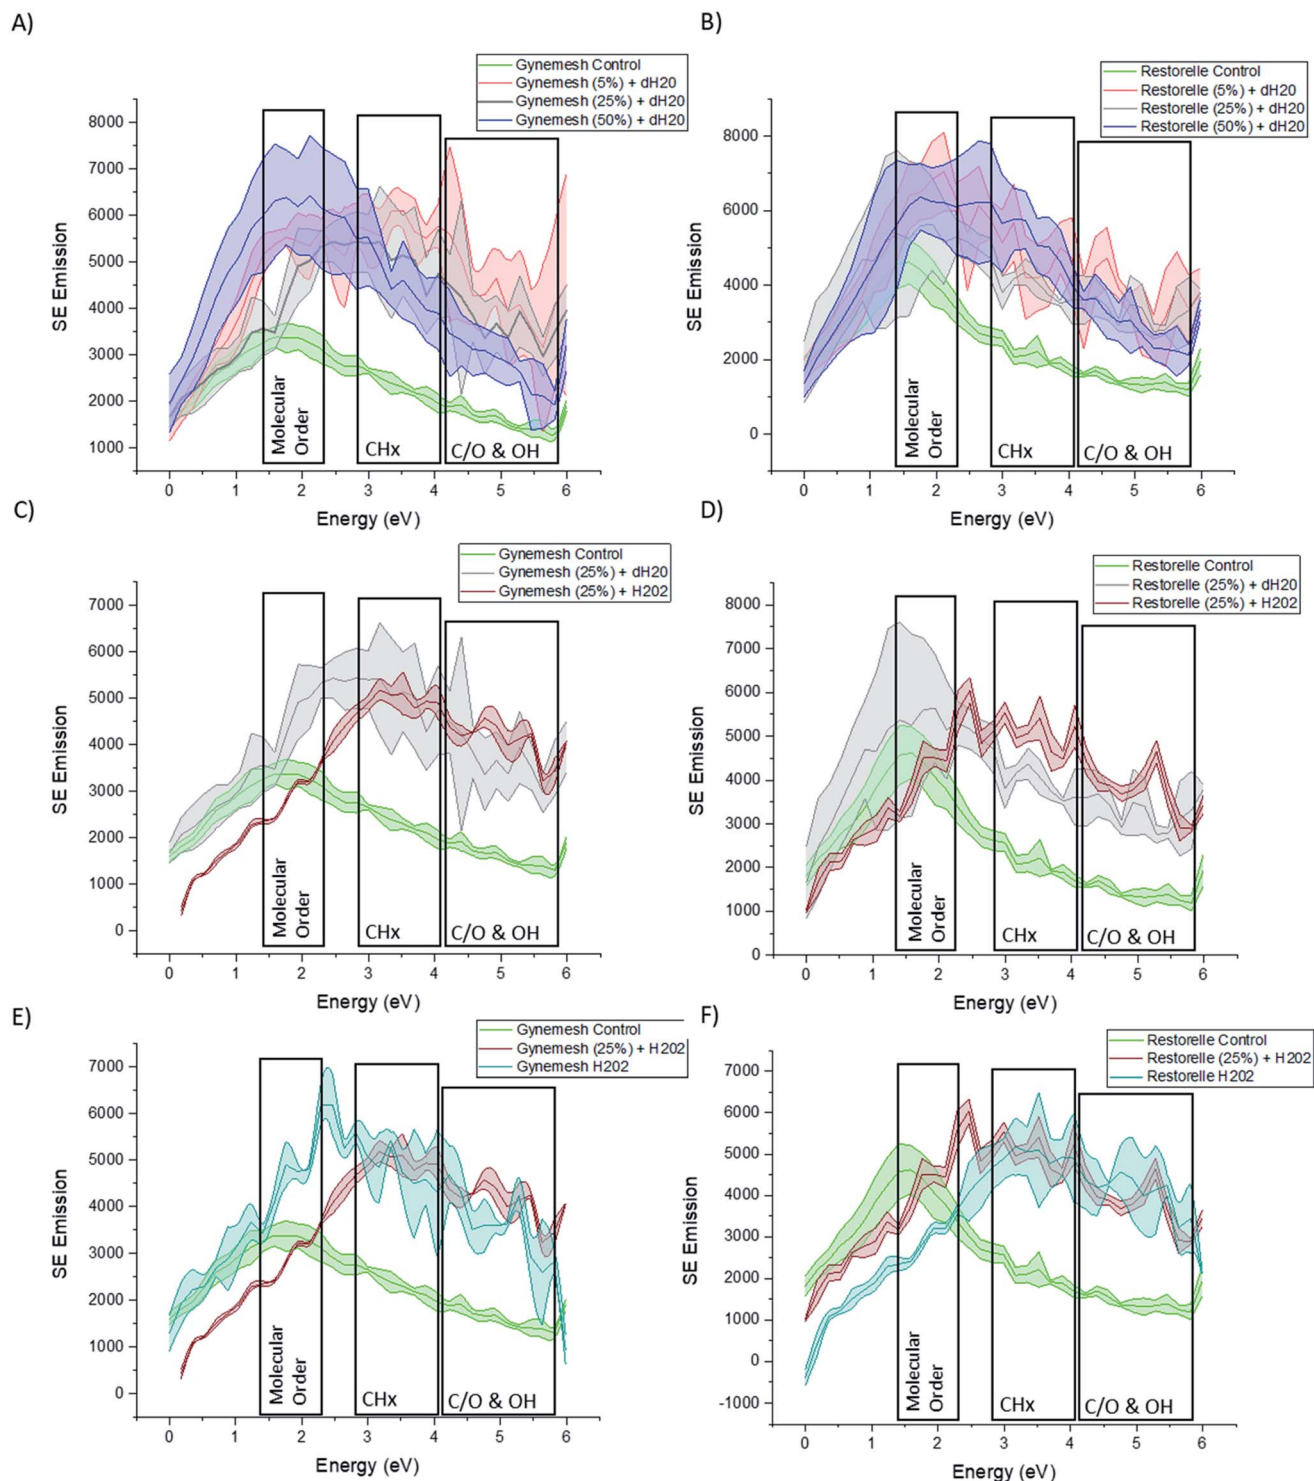 A)
Gynemesh Control
Gynemesh (5%) + dH20
Gynemesh (25%) + dH20
Gynemesh (50%) + dH20
8000
7000
6000
5000
4000
3000
2000
1000
SE Emission
Molecular
Order
CHx
C/O & OH
0 1 2 3 4 5 6
Energy (eV)
B)
Restorelle Control
Restorelle (5%) + dH20
Restorelle (25%) + dH20
Restorelle (50%) + dH20
8000
6000
4000
2000
0
SE Emission
Molecular
Order
CHx
C/O & OH
0 1 2 3 4 5 6
Energy (eV)
C)
Gynemesh Control
Gynemesh (25%) + dH20
Gynemesh (25%) + H202
7000
6000
5000
4000
3000
2000
1000
0
SE Emission
Molecular
Order
CHx
C/O & OH
0 1 2 3 4 5 6
Energy (eV)
D)
Restorelle Control
Restorelle (25%) + dH20
Restorelle (25%) + H202
8000
7000
6000
5000
4000
3000
2000
1000
0
SE Emission
Molecular
Order
CHx
C/O & OH
0 1 2 3 4 5 6
Energy (eV)
E)
Gynemesh Control
Gynemesh (25%) + H202
Gynemesh H202
7000
6000
5000
4000
3000
2000
1000
0
SE Emission
Molecular
Order
CHx
C/O & OH
0 1 2 3 4 5 6
Energy (eV)
F)
Restorelle Control
Restorelle (25%) + H202
Restorelle H202
7000
6000
5000
4000
3000
2000
1000
0
-1000
SE Emission
Molecular
Order
CHx
C/O & OH
0 1 2 3 4 5 6
Energy (eV)